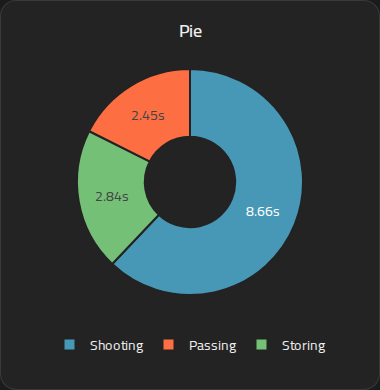 Pie
2.45s
2.84s
8.66s
Shooting Passing Storing